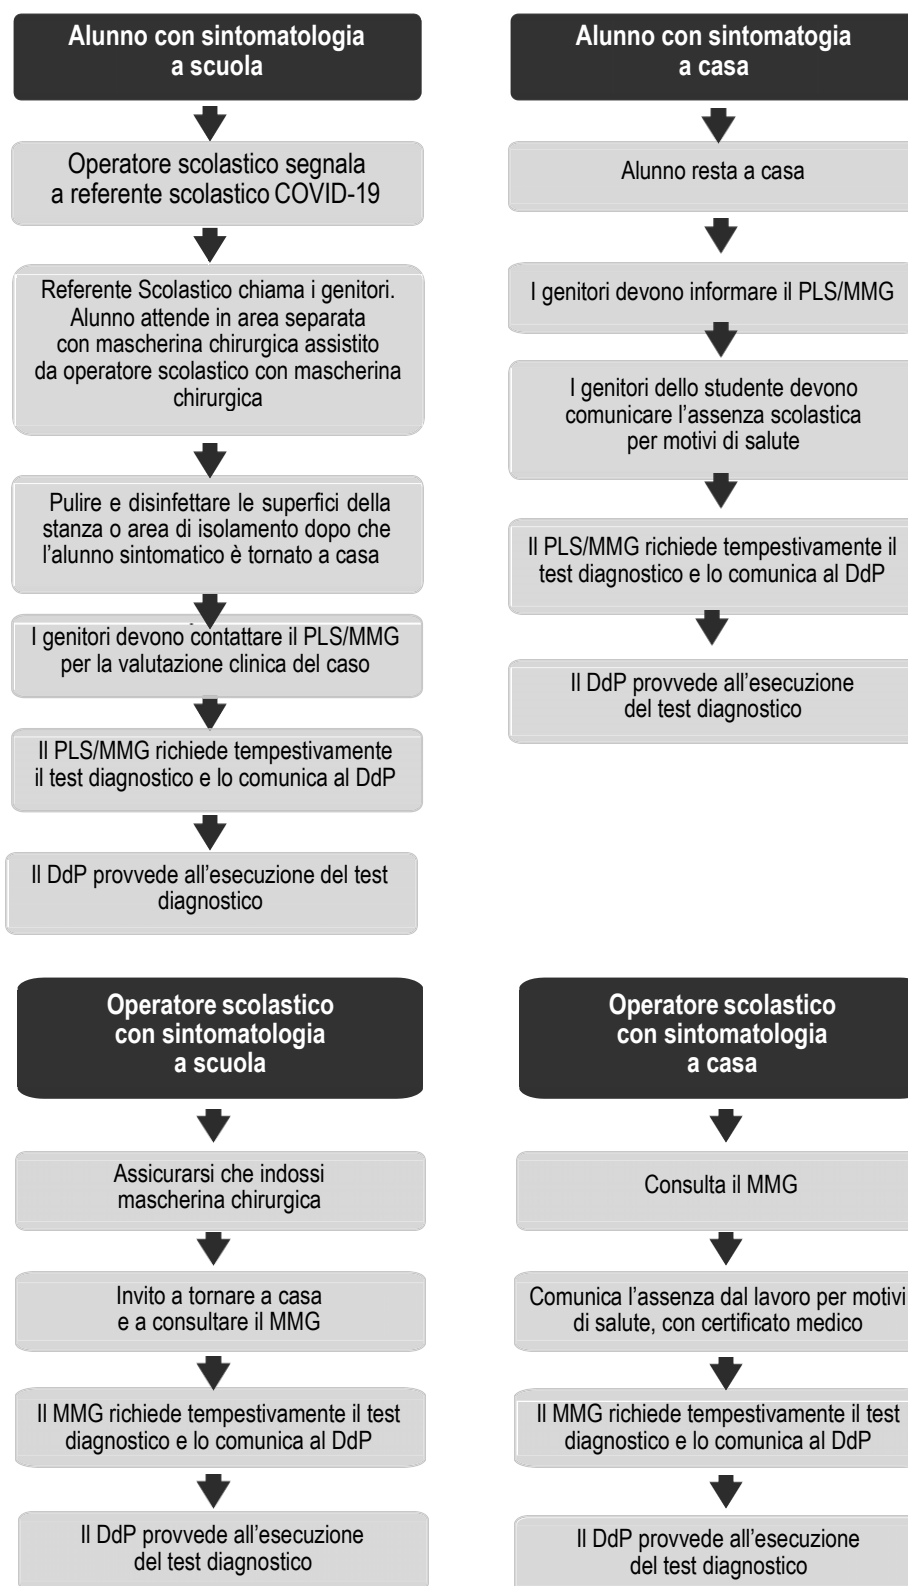 Alunno con sintomatologia
a scuola
Operatore scolastico segnala
a referente scolastico COVID-19
Referente Scolastico chiama i genitori.
Alunno attende in area separata
con mascherina chirurgica assistito
da operatore scolastico con mascherina
chirurgica
Pulire e disinfettare le superfici della
stanza o area di isolamento dopo che
l'alunno sintomatico è tornato a casa
I genitori devono contattare il PLS/MMG
per la valutazione clinica del caso
Il PLS/MMG richiede tempestivamente
il test diagnostico e lo comunica al DdP
Il DdP provvede all'esecuzione del test
diagnostico
Alunno con sintomatogia
a casa
Alunno resta a casa
I genitori devono informare il PLS/MMG
I genitori dello studente devono
comunicare l'assenza scolastica
per motivi di salute
Il PLS/MMG richiede tempestivamente il
test diagnostico e lo comunica al DdP
Il DdP provvede all'esecuzione
del test diagnostico
Operatore scolastico
con sintomatologia
a scuola
Assicurarsi che indossi
mascherina chirurgica
Invito a tornare a casa
e a consultare il MMG
Il MMG richiede tempestivamente il test
diagnostico e lo comunica al DdP
Il DdP provvede all'esecuzione
del test diagnostico
Operatore scolastico
con sintomatologia
a casa
Consulta il MMG
Comunica l'assenza dal lavoro per motivi
di salute, con certificato medico
Il MMG richiede tempestivamente il test
diagnostico e lo comunica al DdP
Il DdP provvede all'esecuzione
del test diagnostico